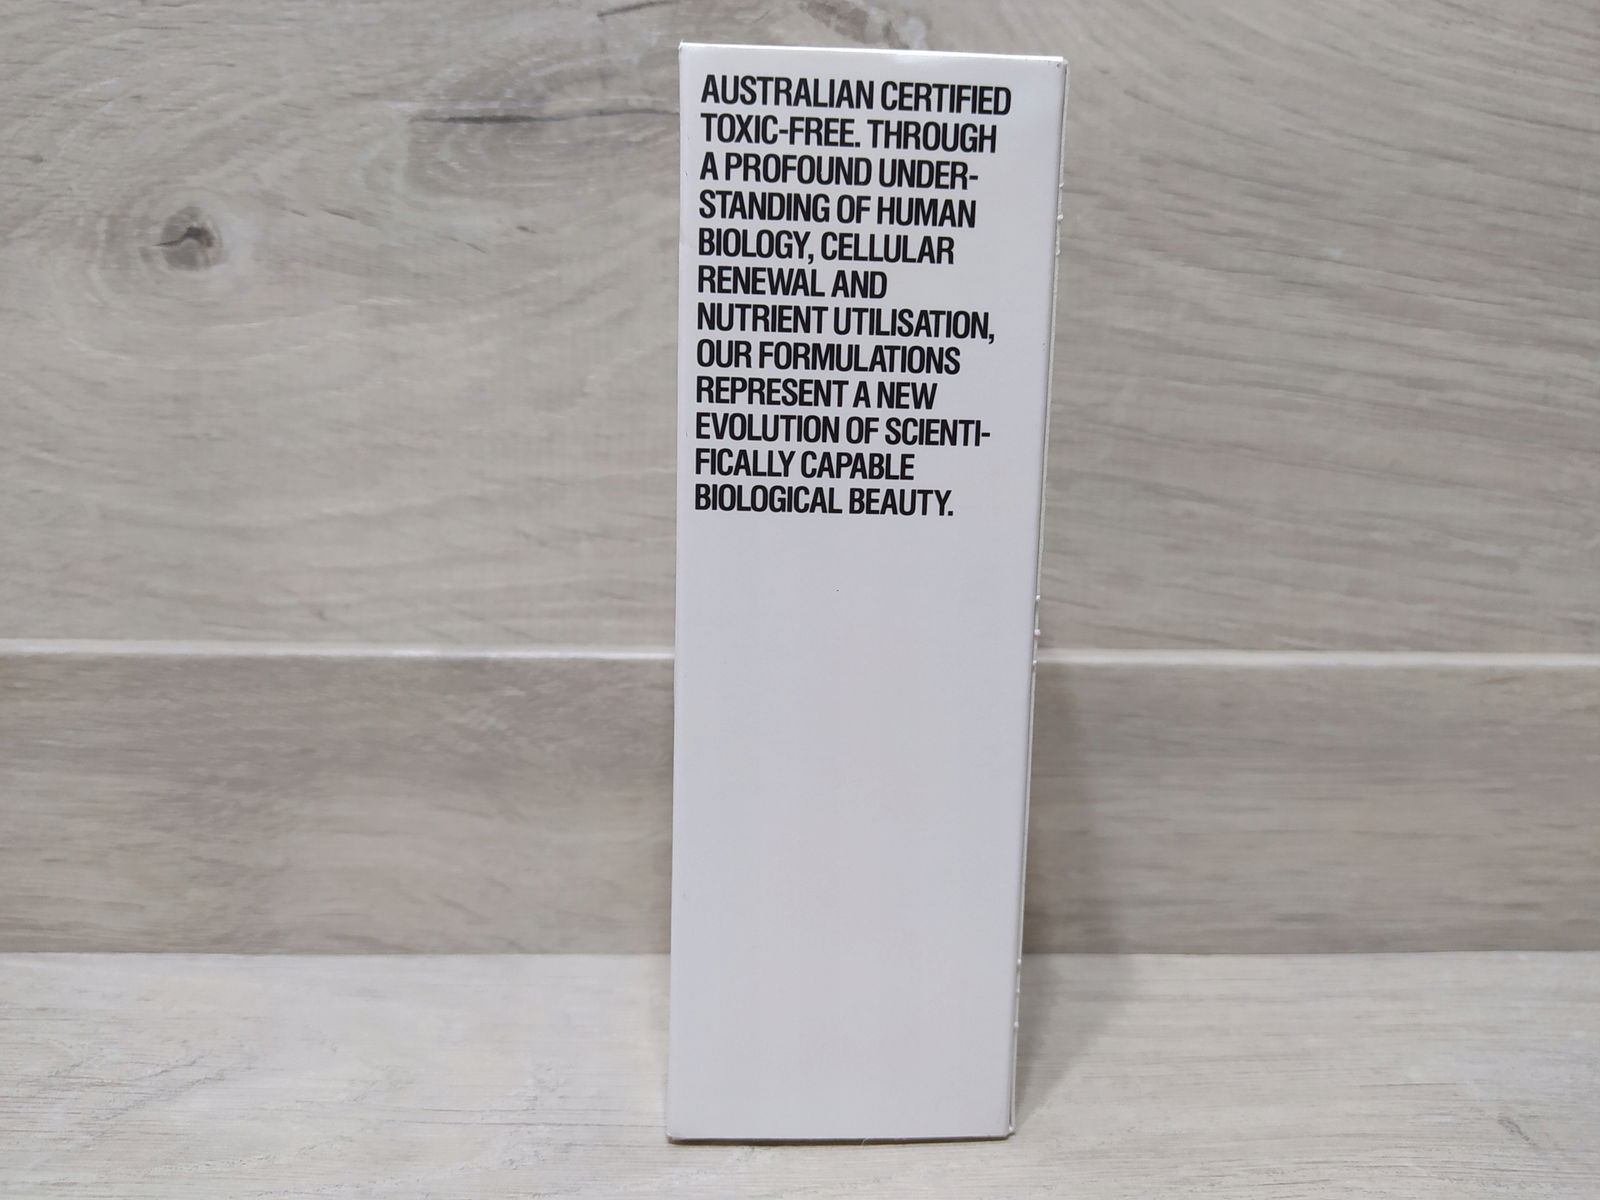 AUSTRALIAN CERTIFIED
TOXIC-FREE. THROUGH
A PROFOUND UNDER-
STANDING OF HUMAN
BIOLOGY, CELLULAR
RENEWAL AND
NUTRIENT UTILISATION,
OUR FORMULATIONS
REPRESENT A NEW
EVOLUTION OF SCIENTI-
FICALLY CAPABLE
BIOLOGICAL BEAUTY.